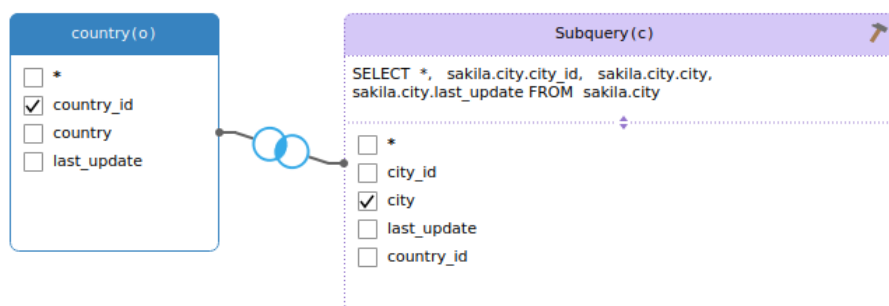 country(o)
*
country_id
country
last_update
Subquery(c)
SELECT *, sakila.city.city_id, sakila.city.city,
sakila.city.last_update FROM sakila.city
*
city_id
city
last_update
country_id